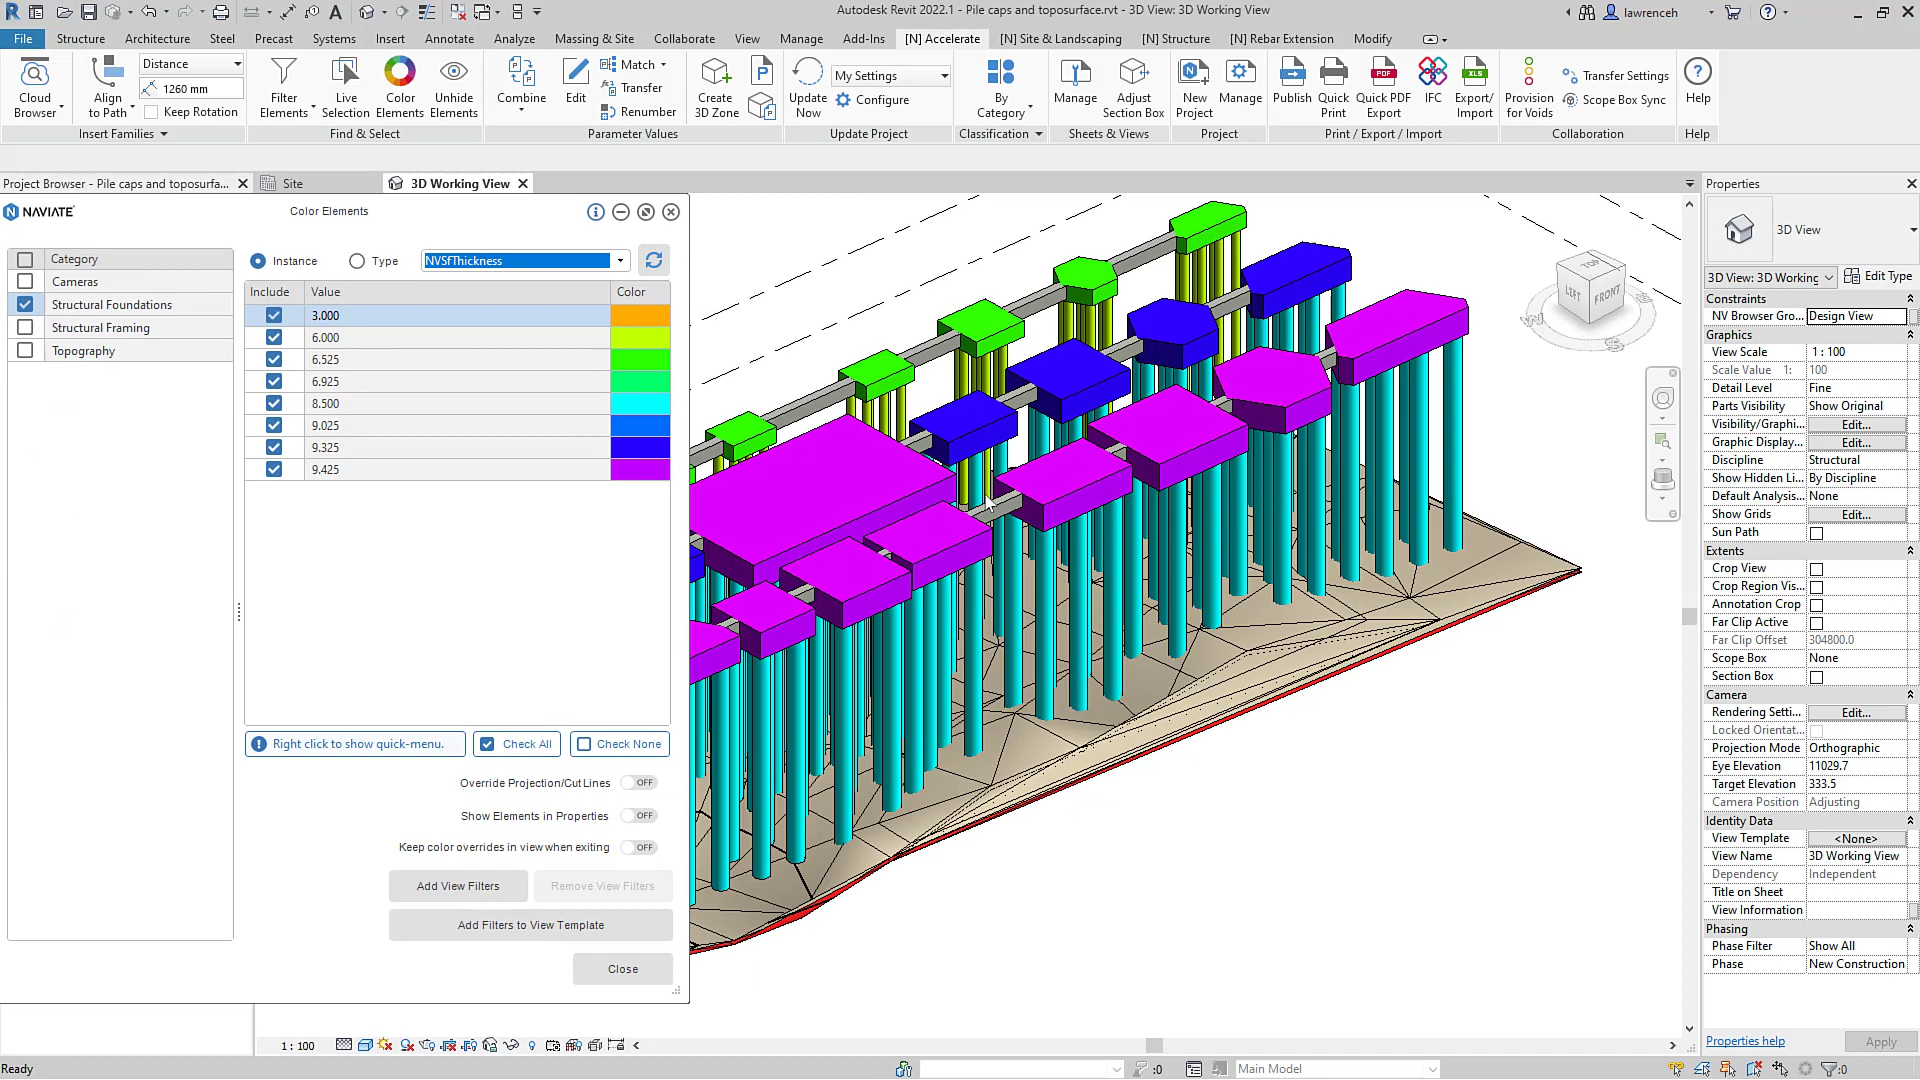 Autodesk Revit 2022.1 - Pile caps and toposurface.rvt - 3D View: 3D Working View
lawrenceh
File Structure Architecture Steel Precast Systems Insert Annotate Analyze Massing & Site Collaborate View Manage Add-Ins [N] Accelerate [N] Site & Landscaping [N] Structure [N] Rebar Extension Modify
Cloud Browser
Align to Path
Distance
1260 mm
Keep Rotation
Filter Elements
Live Selection
Color Elements
Unhide Elements
Combine
Edit
Match
Transfer
Renumber
Create 3D Zone
Update Now
My Settings
Configure
By Category
Manage
Adjust Section Box
New Project
Manage
Publish
Quick Print
Quick PDF Export
IFC
Export/ Import
Provision for Voids
Transfer Settings
Scope Box Sync
Help
Insert Families Find & Select Parameter Values Update Project Classification Sheets & Views Project Print / Export / Import Collaboration Help
Project Browser - Pile caps and toposurfa... Site 3D Working View
NAVIATE
Color Elements
Category
Cameras
Structural Foundations
Structural Framing
Topography
Instance Type NVSfThickness
Include Value Color
3.000
6.000
6.525
6.925
8.500
9.025
9.325
9.425
Right click to show quick-menu. Check All Check None
Override Projection/Cut Lines OFF
Show Elements in Properties OFF
Keep color overrides in view when exiting OFF
Add View Filters Remove View Filters
Add Filters to View Template
Close
TOP
LEFT
FRONT
W
S
Properties
3D View
3D View: 3D Working Edit Type
Constraints
NV Browser Gro... Design View
Graphics
View Scale 1 : 100
Scale Value 1: 100
Detail Level Fine
Parts Visibility Show Original
Visibility/Graphi... Edit...
Graphic Display... Edit...
Discipline Structural
Show Hidden Li... By Discipline
Default Analysis... None
Show Grids Edit...
Sun Path
Extents
Crop View
Crop Region Vis...
Annotation Crop
Far Clip Active
Far Clip Offset 304800.0
Scope Box None
Section Box
Camera
Rendering Setti... Edit...
Locked Orientat...
Projection Mode Orthographic
Eye Elevation 11029.7
Target Elevation 333.5
Camera Position Adjusting
Identity Data
View Template <None>
View Name 3D Working View
Dependency Independent
Title on Sheet
View Information
Phasing
Phase Filter Show All
Phase New Construction
Properties help Apply
1 : 100
Ready
:0
Main Model
:0